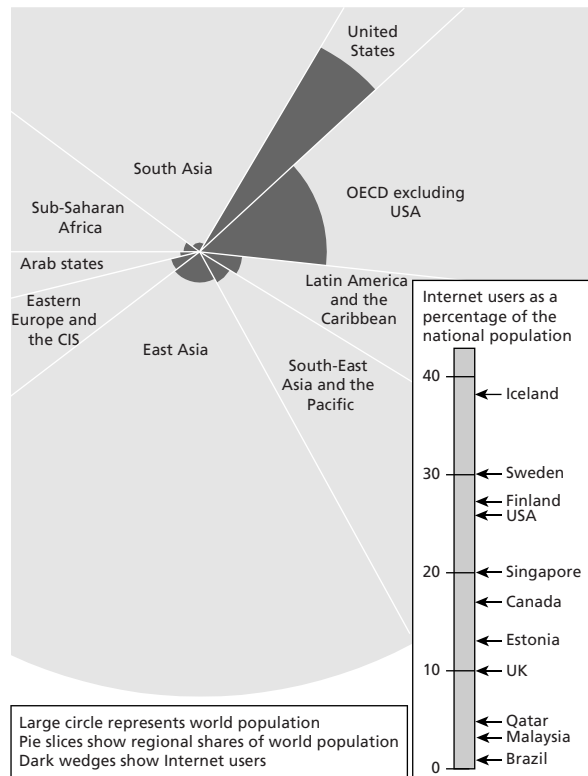 United
States
South Asia
OECD excluding
USA
Sub-Saharan
Africa
Arab states
Latin America
and the
Caribbean
Eastern
Europe and
the CIS
East Asia
South-East
Asia and the
Pacific
Internet users as a
percentage of the
national population
40
Iceland
30
Sweden
Finland
USA
20
Singapore
Canada
Estonia
10
UK
Qatar
Malaysia
Brazil
0
Large circle represents world population
Pie slices show regional shares of world population
Dark wedges show Internet users